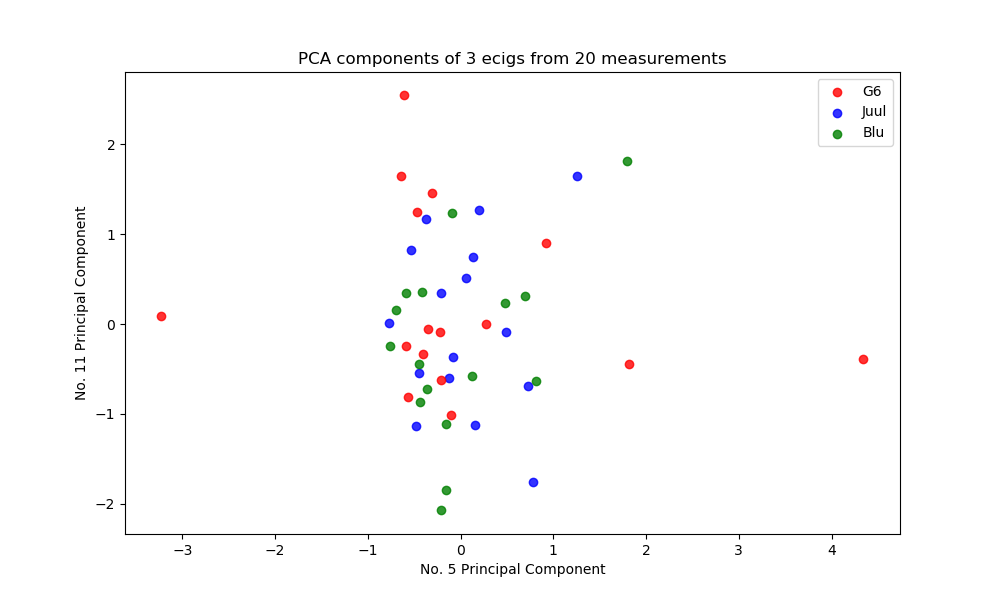 PCA components of 3 ecigs from 20 measurements
G6
Juul
Blu
2
1
0
−1
−2
No. 11 Principal Component
−3
−2
−1
0
1
2
3
4
No. 5 Principal Component